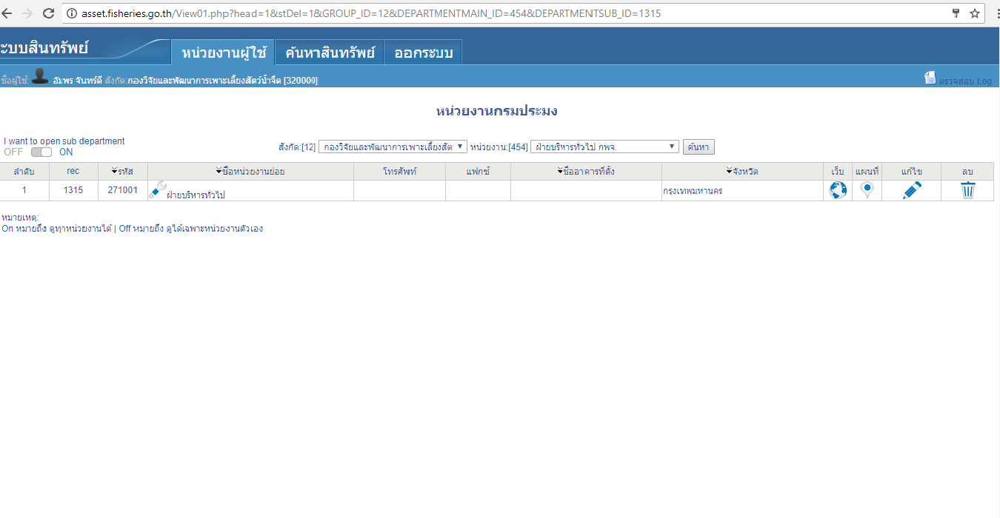 asset.fisheries.go.th/View01.php?head=1&stDel=1&GROUP_ID=12&DEPARTMENTMAIN_ID=454&DEPARTMENTSUB_ID=1315
ะบบสินทรัพย์ หน่วยงานผู้ใช้ ค้นหาสินทรัพย์ ออกระบบ
ชื่อผู้ใช้: อัมพร จันทร์ดี สังกัด:กองวิจัยและพัฒนาการเพาะเลี้ยงสัตว์น้ำจืด [320000] ตรวจสอบ Log
หน่วยงานกรมประมง
I want to open sub department
OFF ON สังกัด:[12] กองวิจัยและพัฒนาการเพาะเลี้ยงสัต หน่วยงาน:[454] ฝ่ายบริหารทั่วไป กพจ. ค้นหา
ลำดับ rec รหัส ชื่อหน่วยงานย่อย โทรศัพท์ แฟกซ์ ชื่ออาคารที่ตั้ง จังหวัด เว็บ แผนที่ แก้ไข ลบ
1 1315 271001 ฝ่ายบริหารทั่วไป กรุงเทพมหานคร
หมายเหตุ:
On หมายถึง ดูทุกหน่วยงานได้ | Off หมายถึง ดูได้เฉพาะหน่วยงานตัวเอง